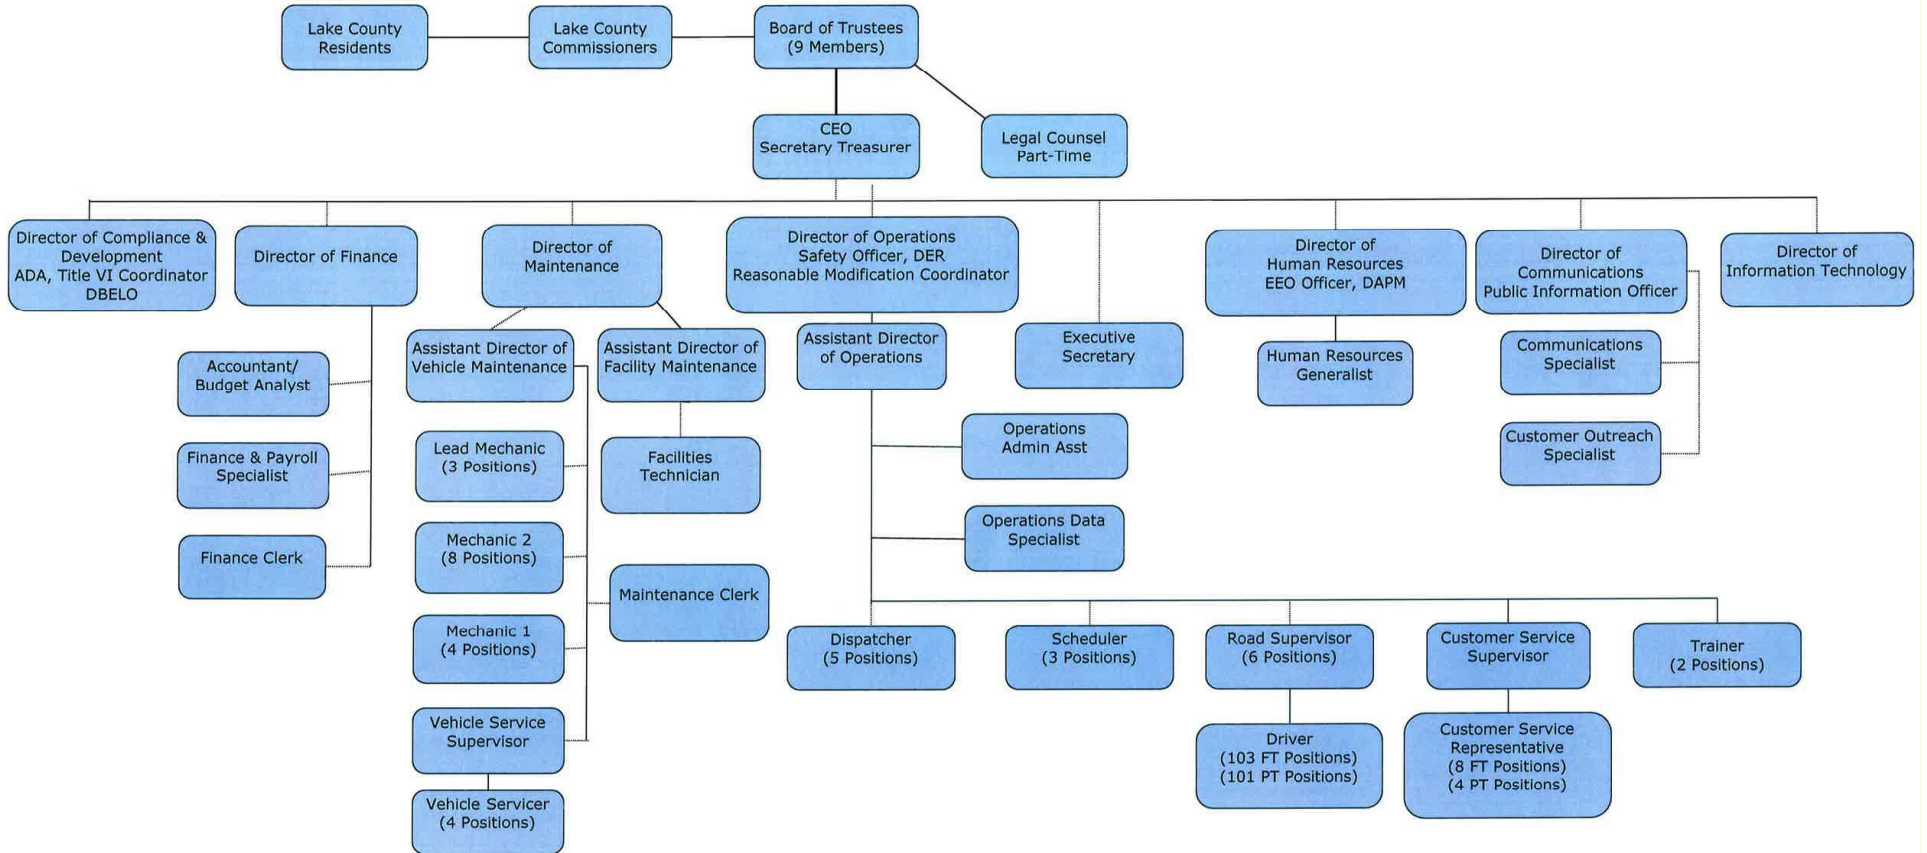 Lake County
Residents
Lake County
Commissioners
Board of Trustees
(9 Members)
CEO
Secretary Treasurer
Legal Counsel
Part-Time
Director of Compliance &
Development
ADA, Title VI Coordinator
DBELO
Director of Finance
Director of
Maintenance
Director of Operations
Safety Officer, DER
Reasonable Modification Coordinator
Director of
Human Resources
EEO Officer, DAPM
Director of
Communications
Public Information Officer
Director of
Information Technology
Accountant/
Budget Analyst
Finance & Payroll
Specialist
Finance Clerk
Assistant Director of
Vehicle Maintenance
Assistant Director of
Facility Maintenance
Lead Mechanic
(3 Positions)
Mechanic 2
(8 Positions)
Mechanic 1
(4 Positions)
Vehicle Service
Supervisor
Vehicle Servicer
(4 Positions)
Facilities
Technician
Maintenance Clerk
Assistant Director
of Operations
Executive
Secretary
Human Resources
Generalist
Communications
Specialist
Customer Outreach
Specialist
Operations
Admin Asst
Operations Data
Specialist
Dispatcher
(5 Positions)
Scheduler
(3 Positions)
Road Supervisor
(6 Positions)
Customer Service
Supervisor
Trainer
(2 Positions)
Driver
(103 FT Positions)
(101 PT Positions)
Customer Service
Representative
(8 FT Positions)
(4 PT Positions)